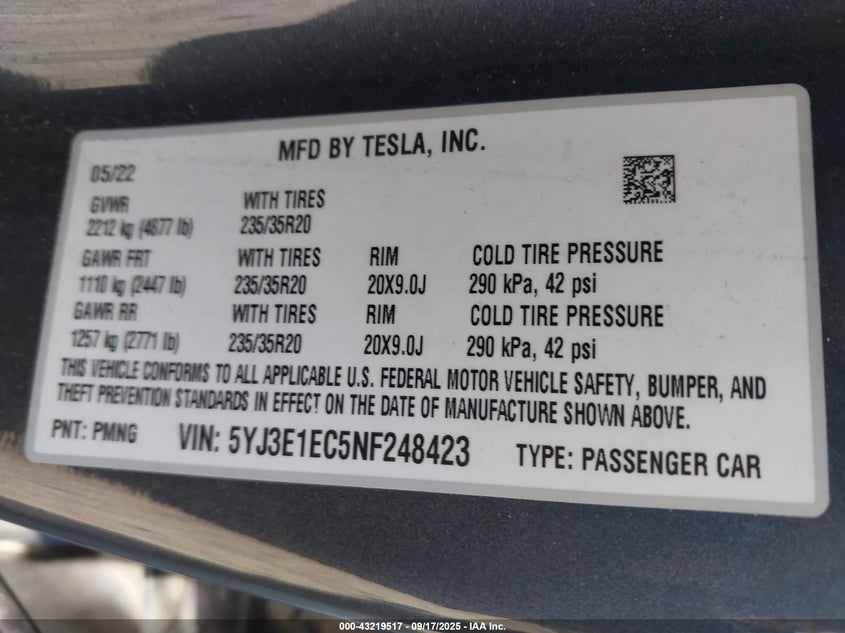 MFD BY TESLA, INC.
05/22
GVWR WITH TIRES
2212 kg (4877 lb) 235/35R20
GAWR FRT WITH TIRES RIM COLD TIRE PRESSURE
1110 kg (2447 lb) 235/35R20 20X9.0J 290 kPa, 42 psi
GAWR RR WITH TIRES RIM COLD TIRE PRESSURE
1257 kg (2771 lb) 235/35R20 20X9.0J 290 kPa, 42 psi
THIS VEHICLE CONFORMS TO ALL APPLICABLE U.S. FEDERAL MOTOR VEHICLE SAFETY, BUMPER, AND
THEFT PREVENTION STANDARDS IN EFFECT ON THE DATE OF MANUFACTURE SHOWN ABOVE.
PNT: PMNG VIN: 5YJ3E1EC5NF248423 TYPE: PASSENGER CAR
000-43219517 - 09/17/2025 - IAA Inc.